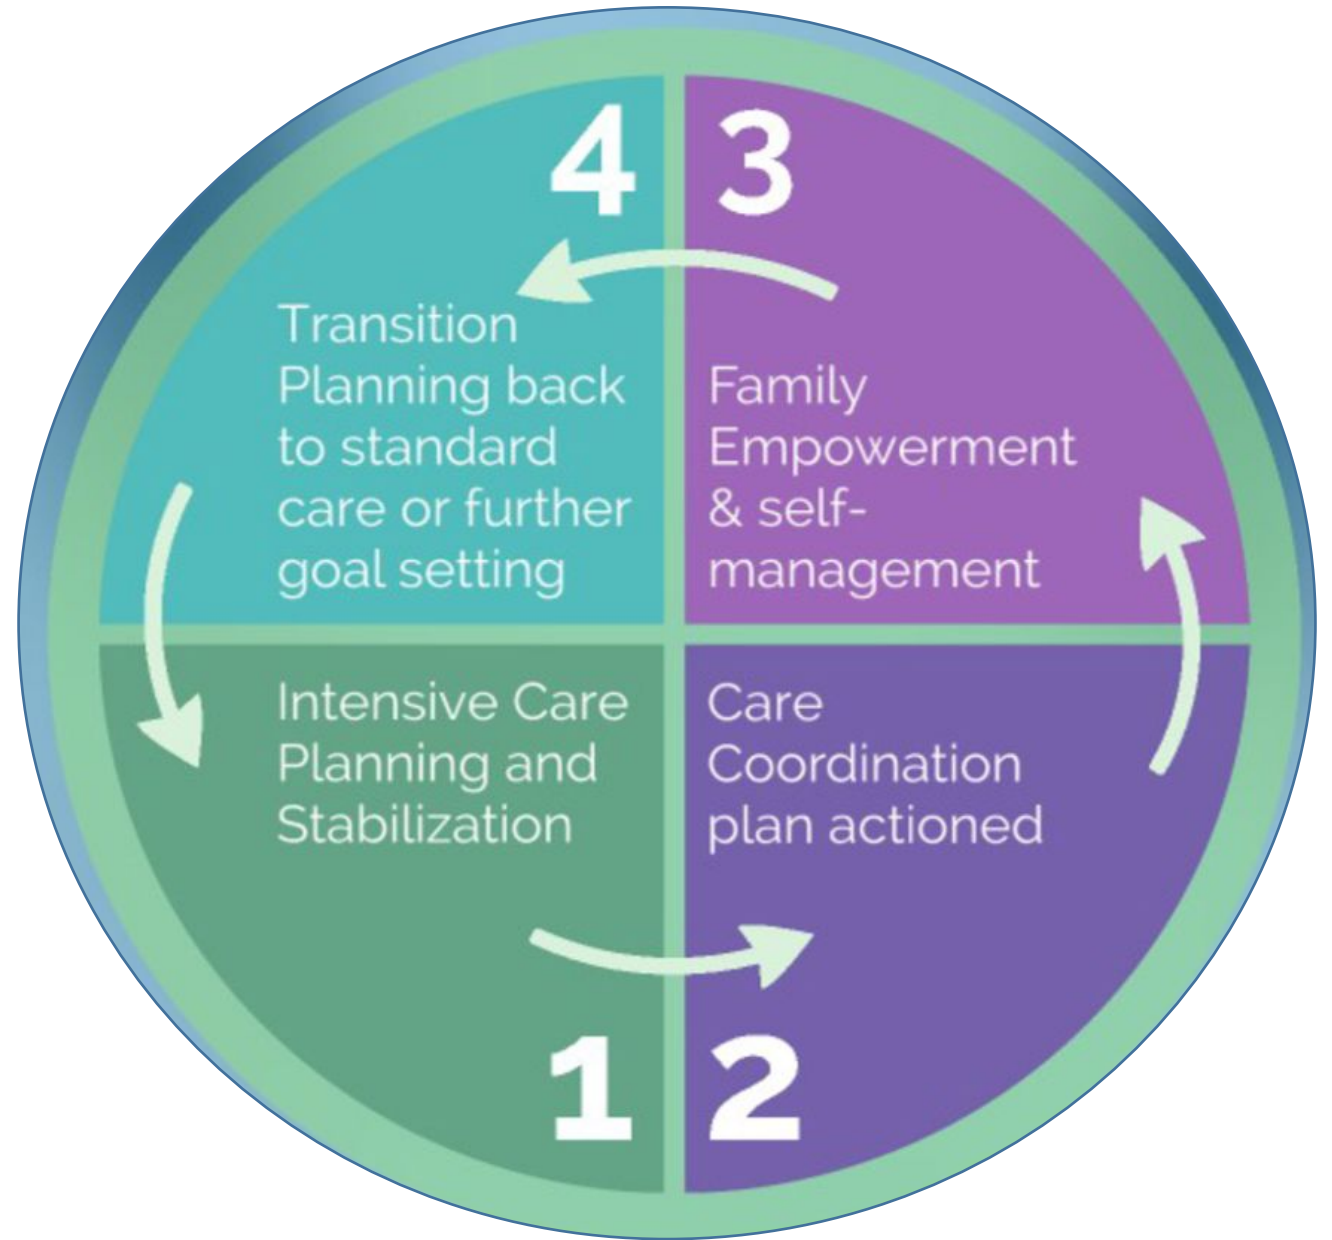 4
Transition
Planning back
to standard
care or further
goal setting
3
Family
Empowerment
& self-
management
Intensive Care
Planning and
Stabilization
1
Care
Coordination
plan actioned
2